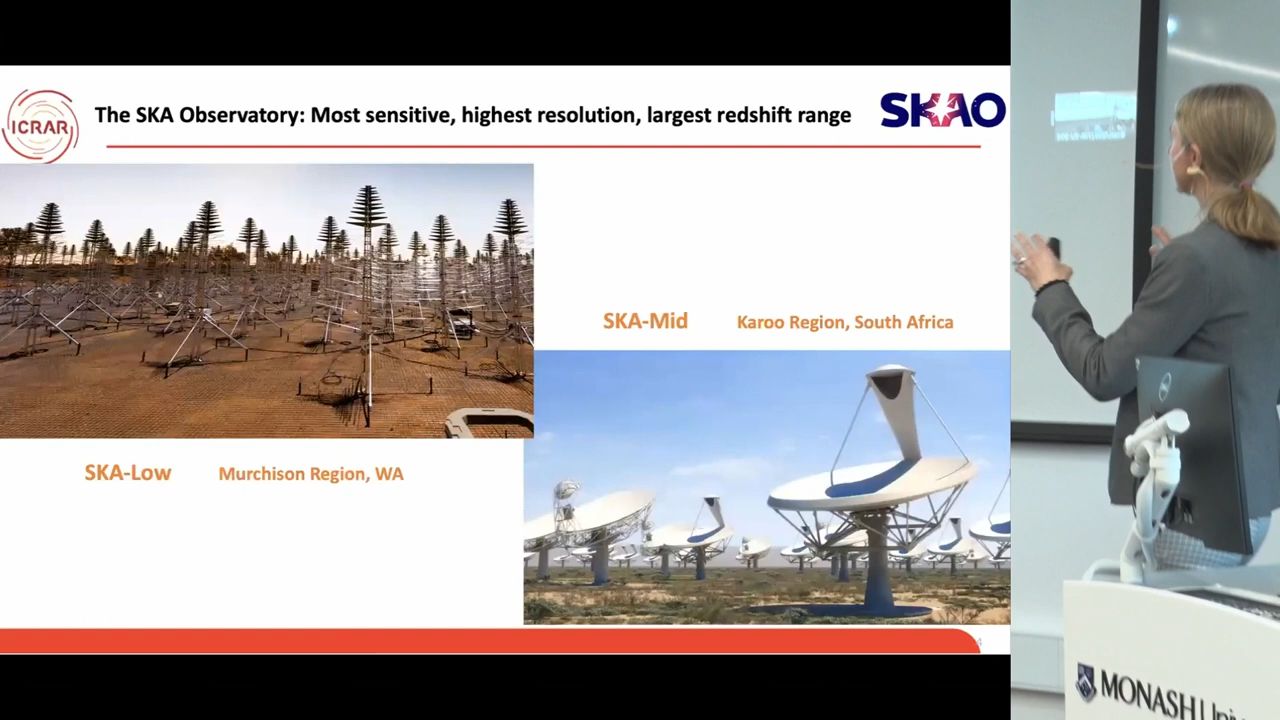 ICRAR
The SKA Observatory: Most sensitive, highest resolution, largest redshift range
SKAO
SKA-Mid Karoo Region, South Africa
SKA-Low Murchison Region, WA
4
MONASH